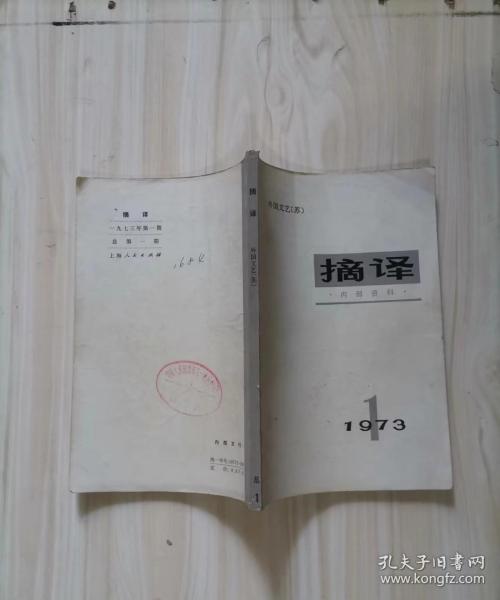 摘译
一九七三年第一期
总第一期
上海人民出版社
内部发行
摘译
外国文艺(苏)
总1
外国文艺(苏)
摘译
·内部资料·
1
1973
孔夫子旧书网
www.kongfz.com